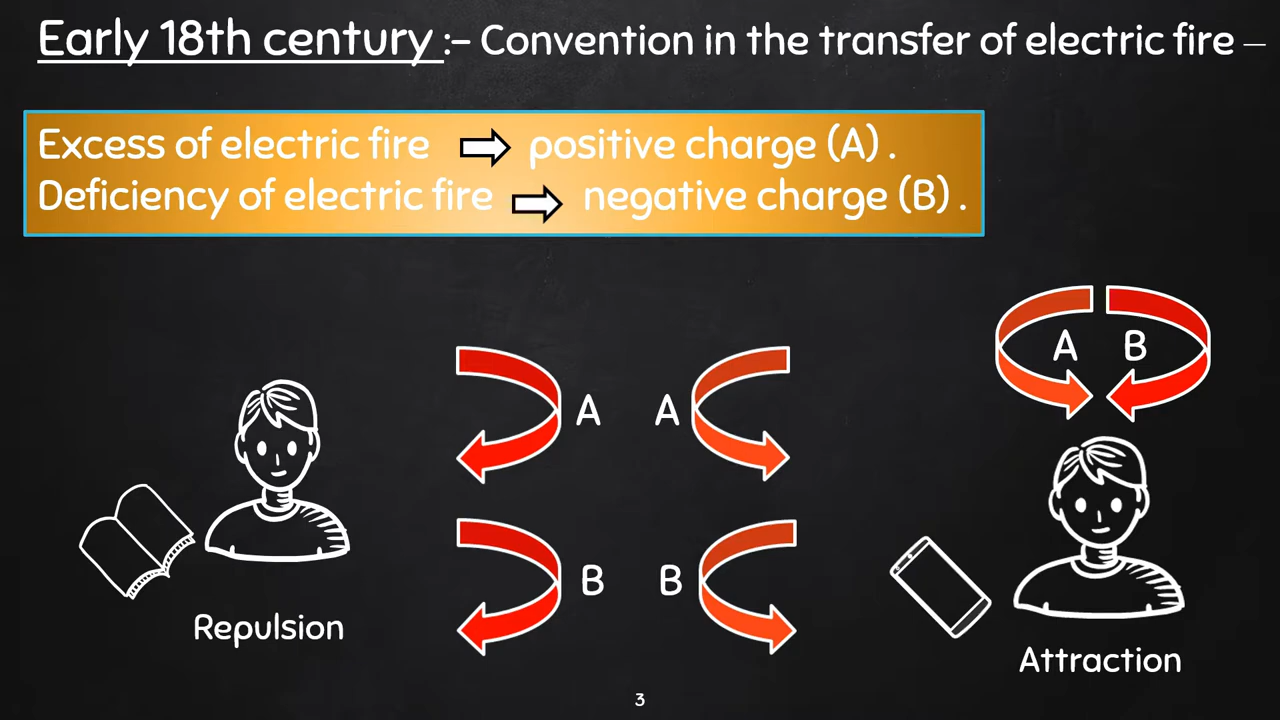 Early 18th century :- Convention in the transfer of electric fire –
Excess of electric fire ⇨ positive charge (A) .
Deficiency of electric fire ⇨ negative charge (B) .
A B
A A
B B
Repulsion
Attraction
3